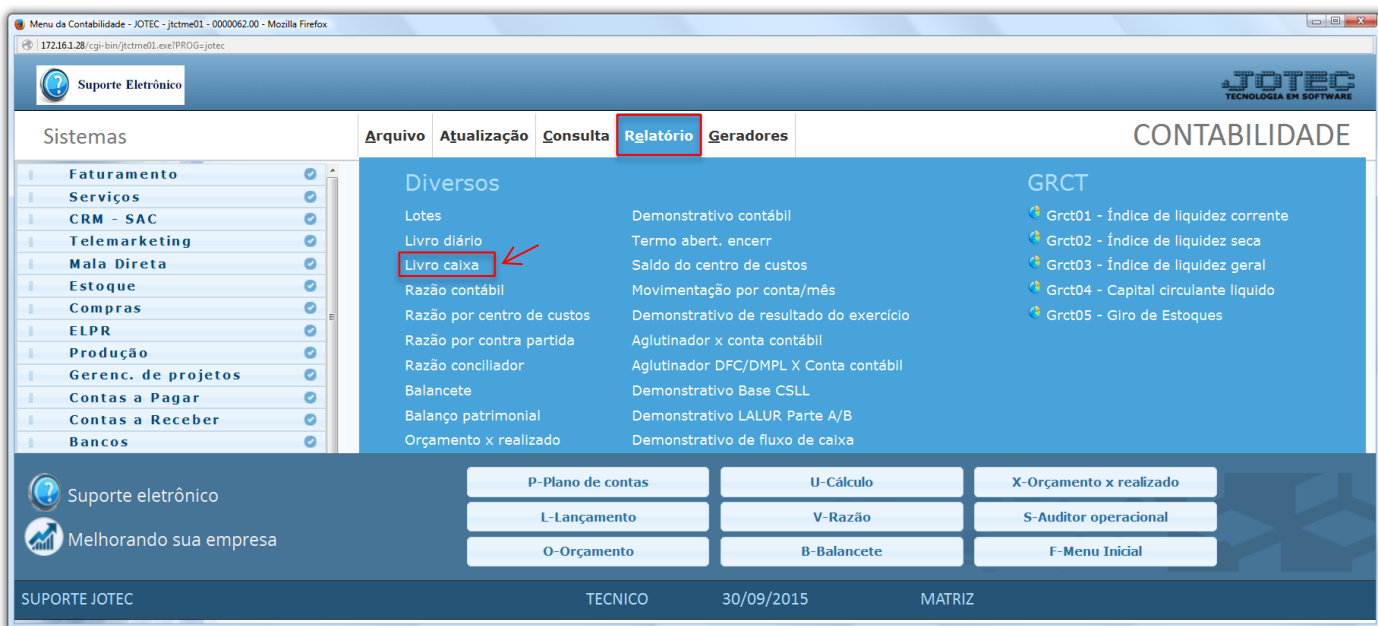 Menu da Contabilidade - JOTEC - jtctme01 - 0000062.00 - Mozilla Firefox
172.16.1.28/cgi-bin/jtctme01.exe?PROG=jotec
Suporte Eletrônico
JOTEC
TECNOLOGIA EM SOFTWARE
Sistemas
Arquivo Atualização Consulta Relatório Geradores
CONTABILIDADE
Faturamento
Serviços
CRM - SAC
Telemarketing
Mala Direta
Estoque
Compras
ELPR
Produção
Gerenc. de projetos
Contas a Pagar
Contas a Receber
Bancos
Diversos
Lotes
Livro diário
Livro caixa
Razão contábil
Razão por centro de custos
Razão por contra partida
Razão conciliador
Balancete
Balanço patrimonial
Orçamento x realizado
Demonstrativo contábil
Termo abert. encerr
Saldo do centro de custos
Movimentação por conta/mês
Demonstrativo de resultado do exercício
Aglutinador x conta contábil
Aglutinador DFC/DMPL X Conta contábil
Demonstrativo Base CSLL
Demonstrativo LALUR Parte A/B
Demonstrativo de fluxo de caixa
GRCT
Grct01 - Índice de liquidez corrente
Grct02 - Índice de liquidez seca
Grct03 - Índice de liquidez geral
Grct04 - Capital circulante liquido
Grct05 - Giro de Estoques
Suporte eletrônico
Melhorando sua empresa
P-Plano de contas U-Cálculo X-Orçamento x realizado
L-Lançamento V-Razão S-Auditor operacional
O-Orçamento B-Balancete F-Menu Inicial
SUPORTE JOTEC TECNICO 30/09/2015 MATRIZ